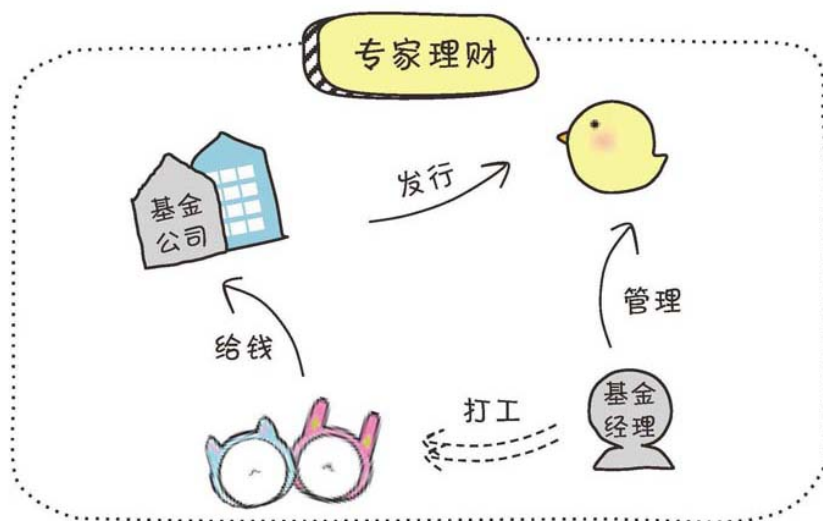 专家理财
基金
公司
发行
管理
给钱
打工
基金
经理